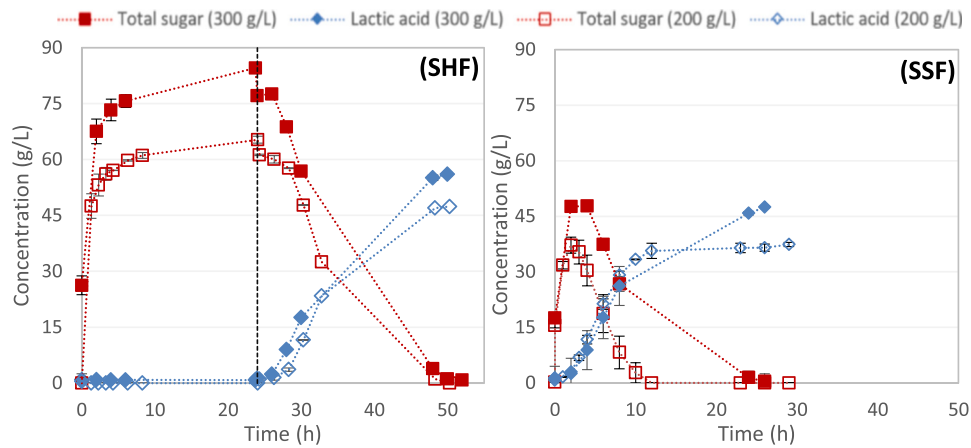 Total sugar (300 g/L) Lactic acid (300 g/L) Total sugar (200 g/L) Lactic acid (200 g/L)
(SHF)
Concentration (g/L)
90
75
60
45
30
15
0
0 10 20 30 40 50
Time (h)
(SSF)
Concentration (g/L)
90
75
60
45
30
15
0
0 10 23 30 40 50
Time (h)